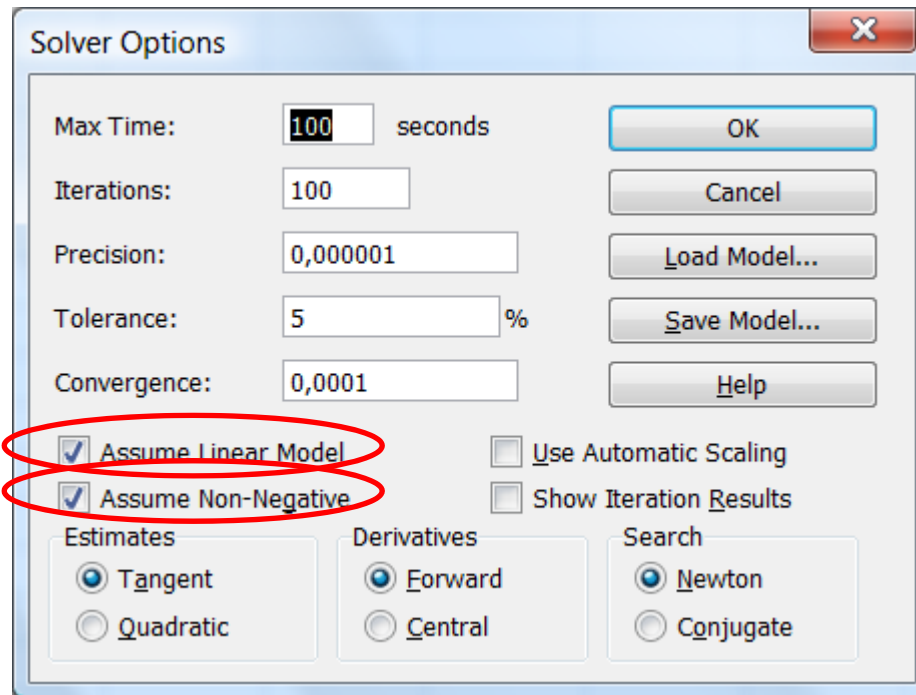 Solver Options
Max Time: 100 seconds OK
Iterations: 100 Cancel
Precision: 0,000001 Load Model...
Tolerance: 5 % Save Model...
Convergence: 0,0001 Help
Assume Linear Model Use Automatic Scaling
Assume Non-Negative Show Iteration Results
Estimates Derivatives Search
Tangent Forward Newton
Quadratic Central Conjugate